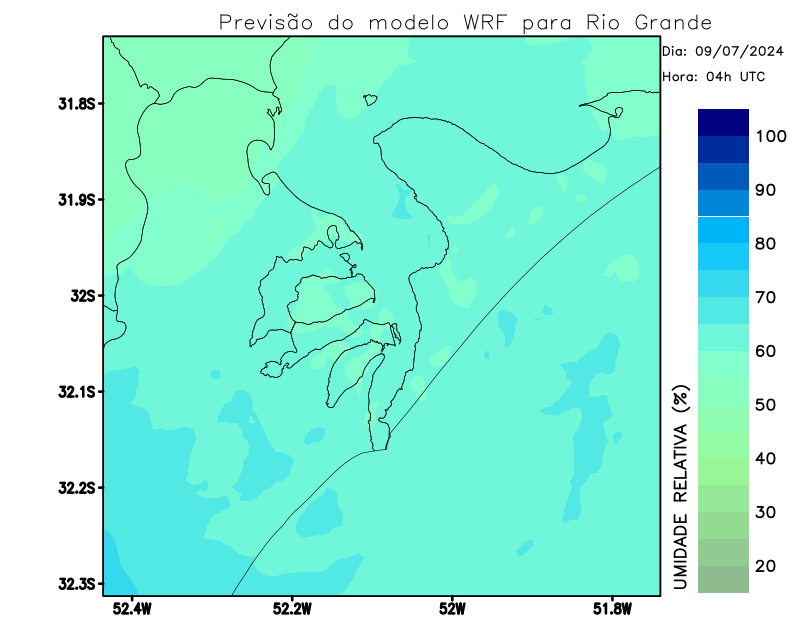 Previsão do modelo WRF para Rio Grande
Dia: 09/07/2024
Hora: 04h UTC
31.8S
31.9S
32S
32.1S
32.2S
32.3S
52.4W
52.2W
52W
51.8W
100
90
80
70
60
50
40
30
20
UMIDADE RELATIVA (%)